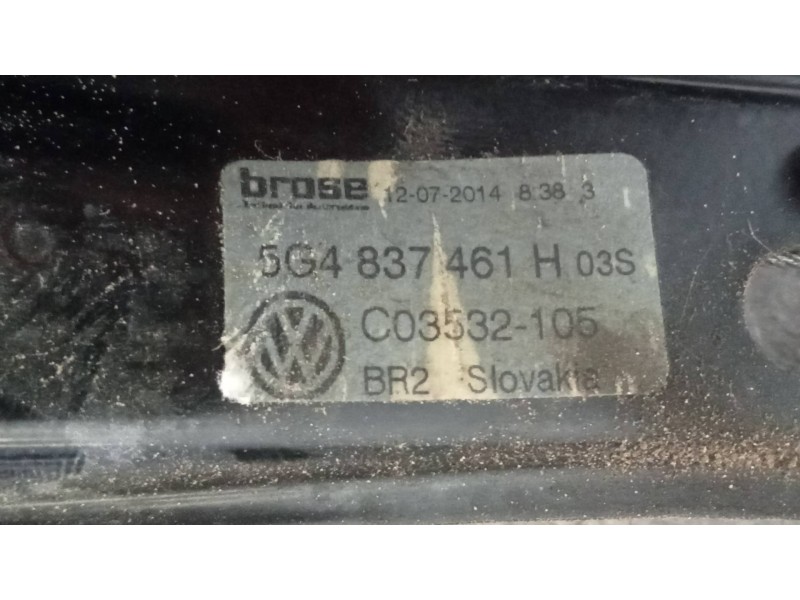 brose 12-07-2014 8:38 3
5G4 837 461 H 03S
C03532-105
BR2 Slovakia